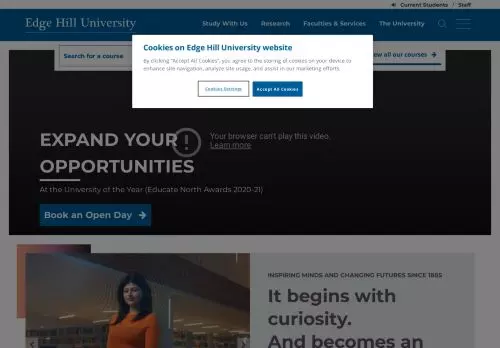 Current Students / Staff
Edge Hill University
Study With Us Research Faculties & Services The University
Cookies on Edge Hill University website
Search for a course
view all our courses
By clicking "Accept All Cookies", you agree to the storing of cookies on your device to
enhance site navigation, analyze site usage, and assist in our marketing efforts.
Cookies Settings
Accept All Cookies
Your browser can't play this video.
Learn more
EXPAND YOUR
OPPORTUNITIES
At the University of the Year (Educate North Awards 2020-21)
Book an Open Day
INSPIRING MINDS AND CHANGING FUTURES SINCE 1885
It begins with
curiosity.
And becomes an